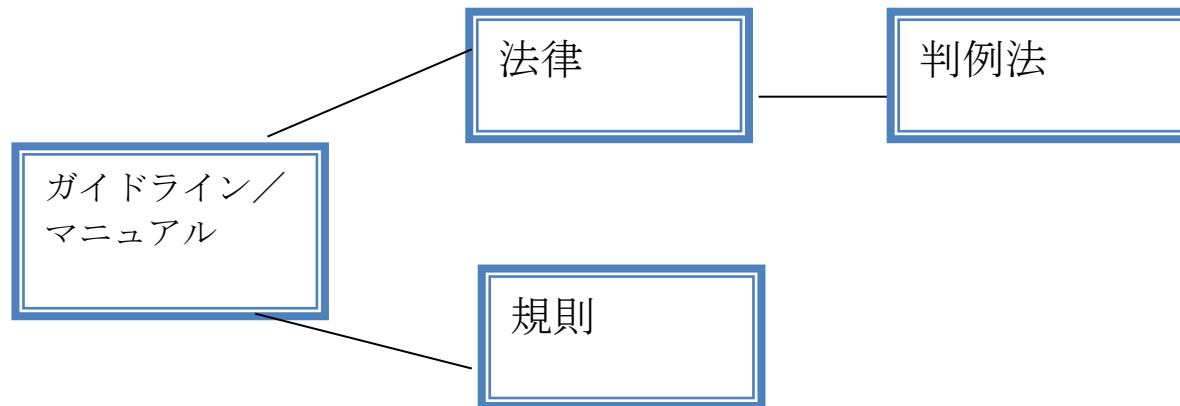 法律
判例法
ガイドライン／
マニュアル
規則